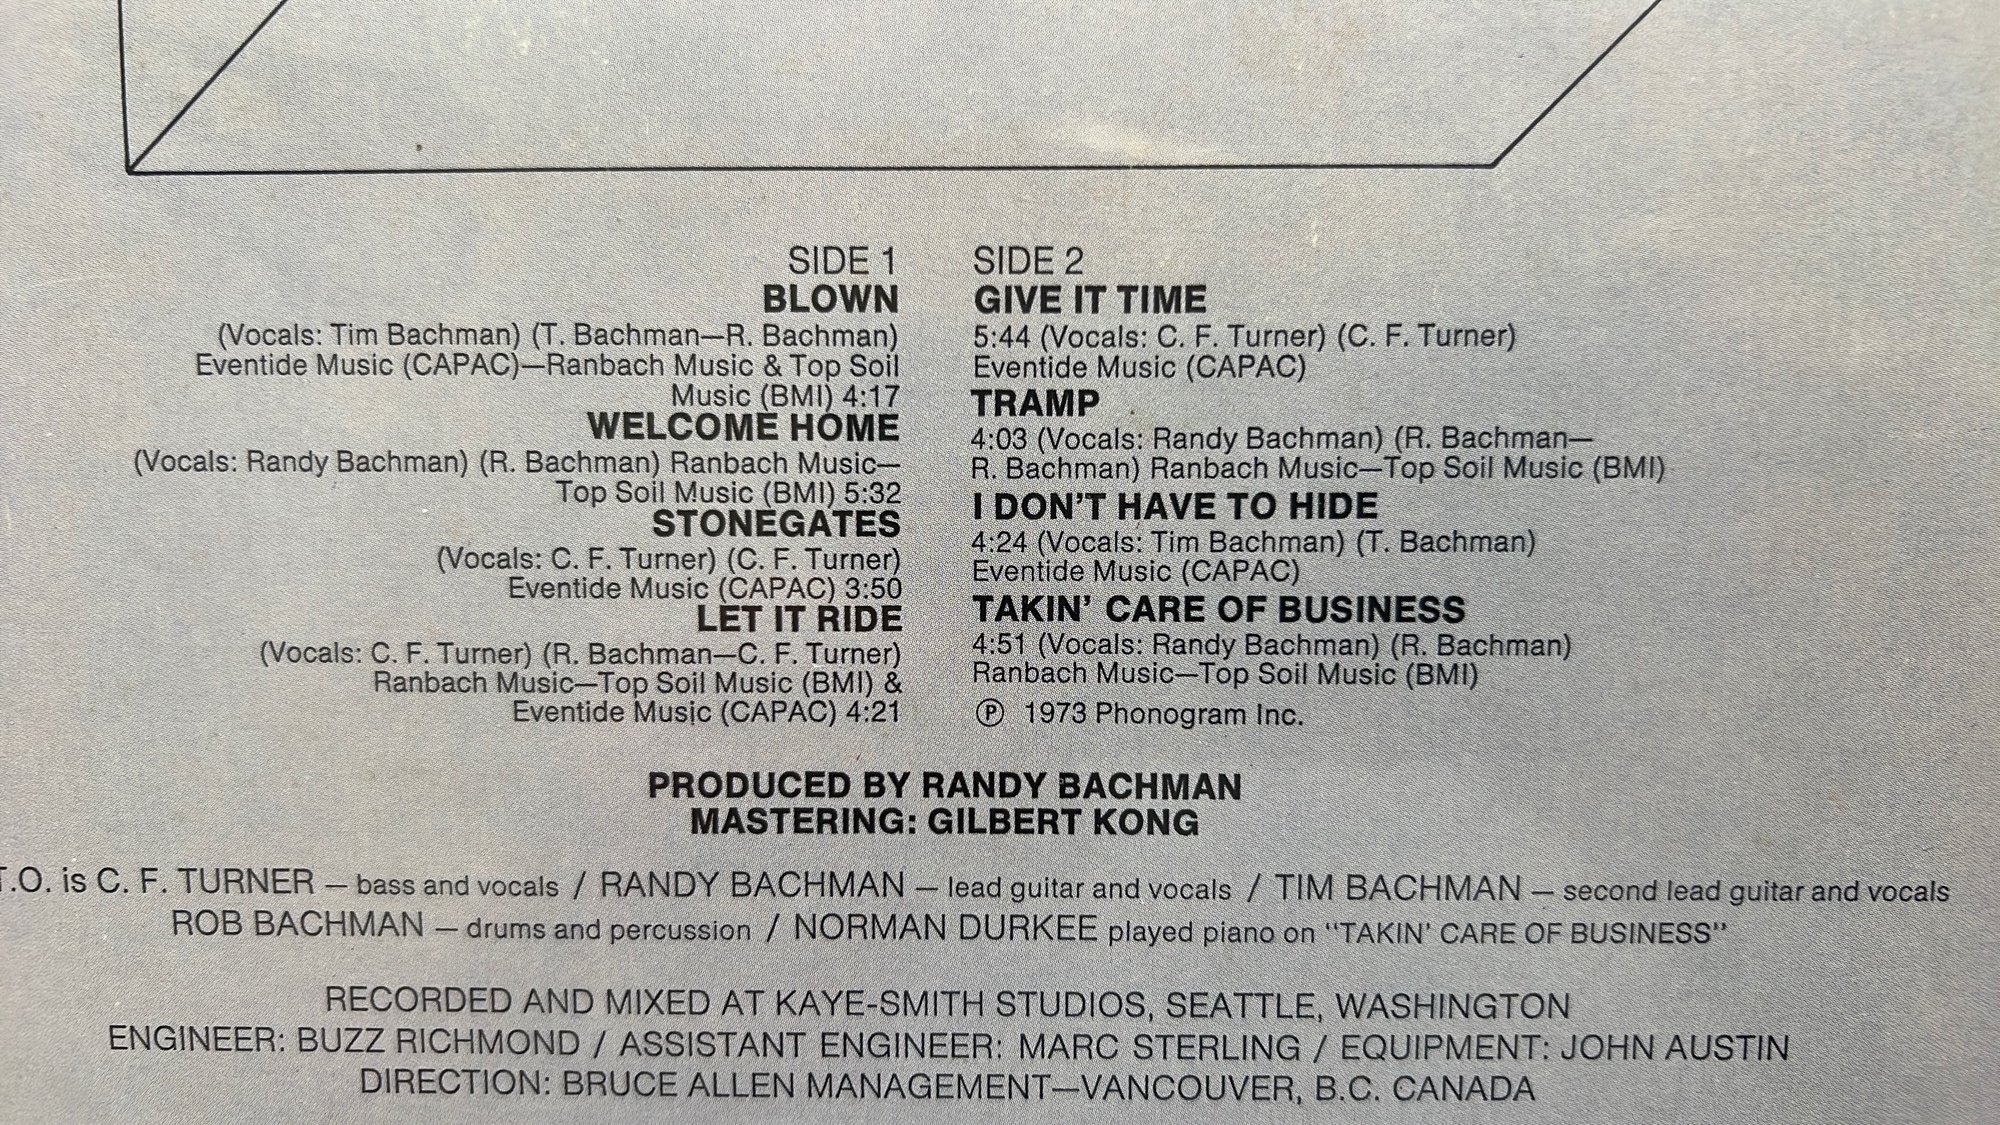 SIDE 1
BLOWN
(Vocals: Tim Bachman) (T. Bachman—R. Bachman)
Eventide Music (CAPAC)—Ranbach Music & Top Soil
Music (BMI) 4:17
WELCOME HOME
(Vocals: Randy Bachman) (R. Bachman) Ranbach Music—
Top Soil Music (BMI) 5:32
STONEGATES
(Vocals: C. F. Turner) (C. F. Turner)
Eventide Music (CAPAC) 3:50
LET IT RIDE
(Vocals: C. F. Turner) (R. Bachman—C. F. Turner)
Ranbach Music—Top Soil Music (BMI) &
Eventide Music (CAPAC) 4:21
SIDE 2
GIVE IT TIME
5:44 (Vocals: C. F. Turner) (C. F. Turner)
Eventide Music (CAPAC)
TRAMP
4:03 (Vocals: Randy Bachman) (R. Bachman—
R. Bachman) Ranbach Music—Top Soil Music (BMI)
I DON'T HAVE TO HIDE
4:24 (Vocals: Tim Bachman) (T. Bachman)
Eventide Music (CAPAC)
TAKIN' CARE OF BUSINESS
4:51 (Vocals: Randy Bachman) (R. Bachman)
Ranbach Music—Top Soil Music (BMI)
℗ 1973 Phonogram Inc.
PRODUCED BY RANDY BACHMAN
MASTERING: GILBERT KONG
T.O. is C. F. TURNER — bass and vocals / RANDY BACHMAN — lead guitar and vocals / TIM BACHMAN — second lead guitar and vocals
ROB BACHMAN — drums and percussion / NORMAN DURKEE played piano on "TAKIN' CARE OF BUSINESS"
RECORDED AND MIXED AT KAYE-SMITH STUDIOS, SEATTLE, WASHINGTON
ENGINEER: BUZZ RICHMOND / ASSISTANT ENGINEER: MARC STERLING / EQUIPMENT: JOHN AUSTIN
DIRECTION: BRUCE ALLEN MANAGEMENT—VANCOUVER, B.C. CANADA